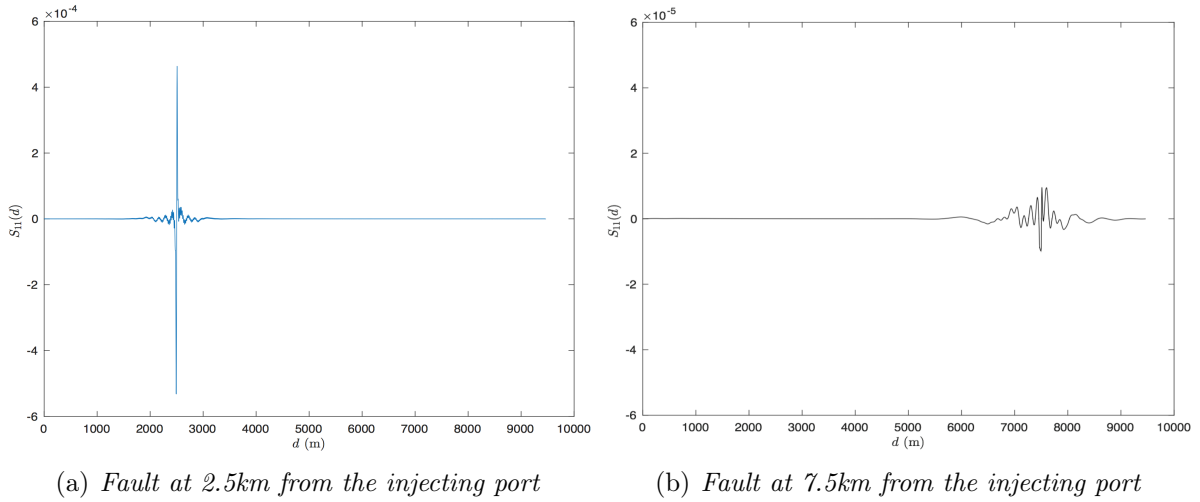 6 ×10⁻⁴
4
2
0
-2
-4
-6
S₁₁(d)
0 1000 2000 3000 4000 5000 6000 7000 8000 9000 10000
d (m)
(a) Fault at 2.5km from the injecting port
6 ×10⁻⁵
4
2
0
-2
-4
-6
S₁₁(d)
0 1000 2000 3000 4000 5000 6000 7000 8000 9000 10000
d (m)
(b) Fault at 7.5km from the injecting port